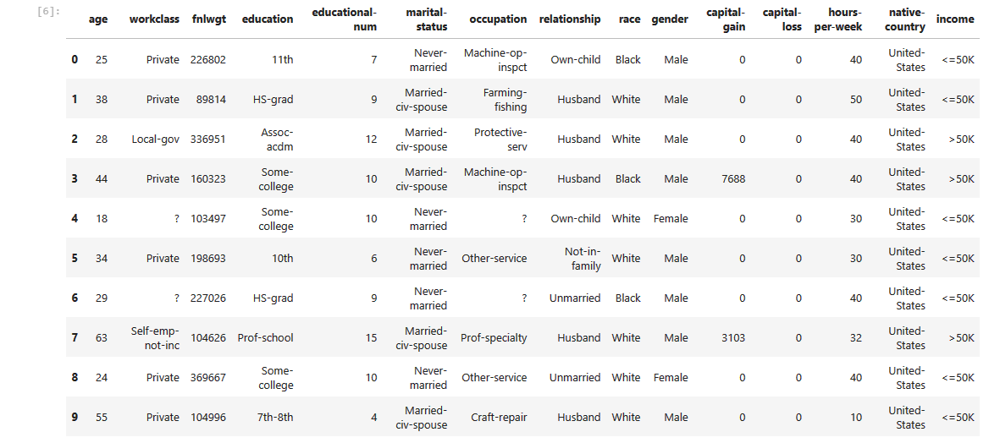 [6]:
age workclass fnlwgt education educational-num marital-status occupation relationship race gender capital-gain capital-loss hours-per-week native-country income
0 25 Private 226802 11th 7 Never-married Machine-op-inspct Own-child Black Male 0 0 40 United-States <=50K
1 38 Private 89814 HS-grad 9 Married-civ-spouse Farming-fishing Husband White Male 0 0 50 United-States <=50K
2 28 Local-gov 336951 Assoc-acdm 12 Married-civ-spouse Protective-serv Husband White Male 0 0 40 United-States >50K
3 44 Private 160323 Some-college 10 Married-civ-spouse Machine-op-inspct Husband Black Male 7688 0 40 United-States >50K
4 18 ? 103497 Some-college 10 Never-married ? Own-child White Female 0 0 30 United-States <=50K
5 34 Private 198693 10th 6 Never-married Other-service Not-in-family White Male 0 0 30 United-States <=50K
6 29 ? 227026 HS-grad 9 Never-married ? Unmarried Black Male 0 0 40 United-States <=50K
7 63 Self-emp-not-inc 104626 Prof-school 15 Married-civ-spouse Prof-specialty Husband White Male 3103 0 32 United-States >50K
8 24 Private 369667 Some-college 10 Never-married Other-service Unmarried White Female 0 0 40 United-States <=50K
9 55 Private 104996 7th-8th 4 Married-civ-spouse Craft-repair Husband White Male 0 0 10 United-States <=50K